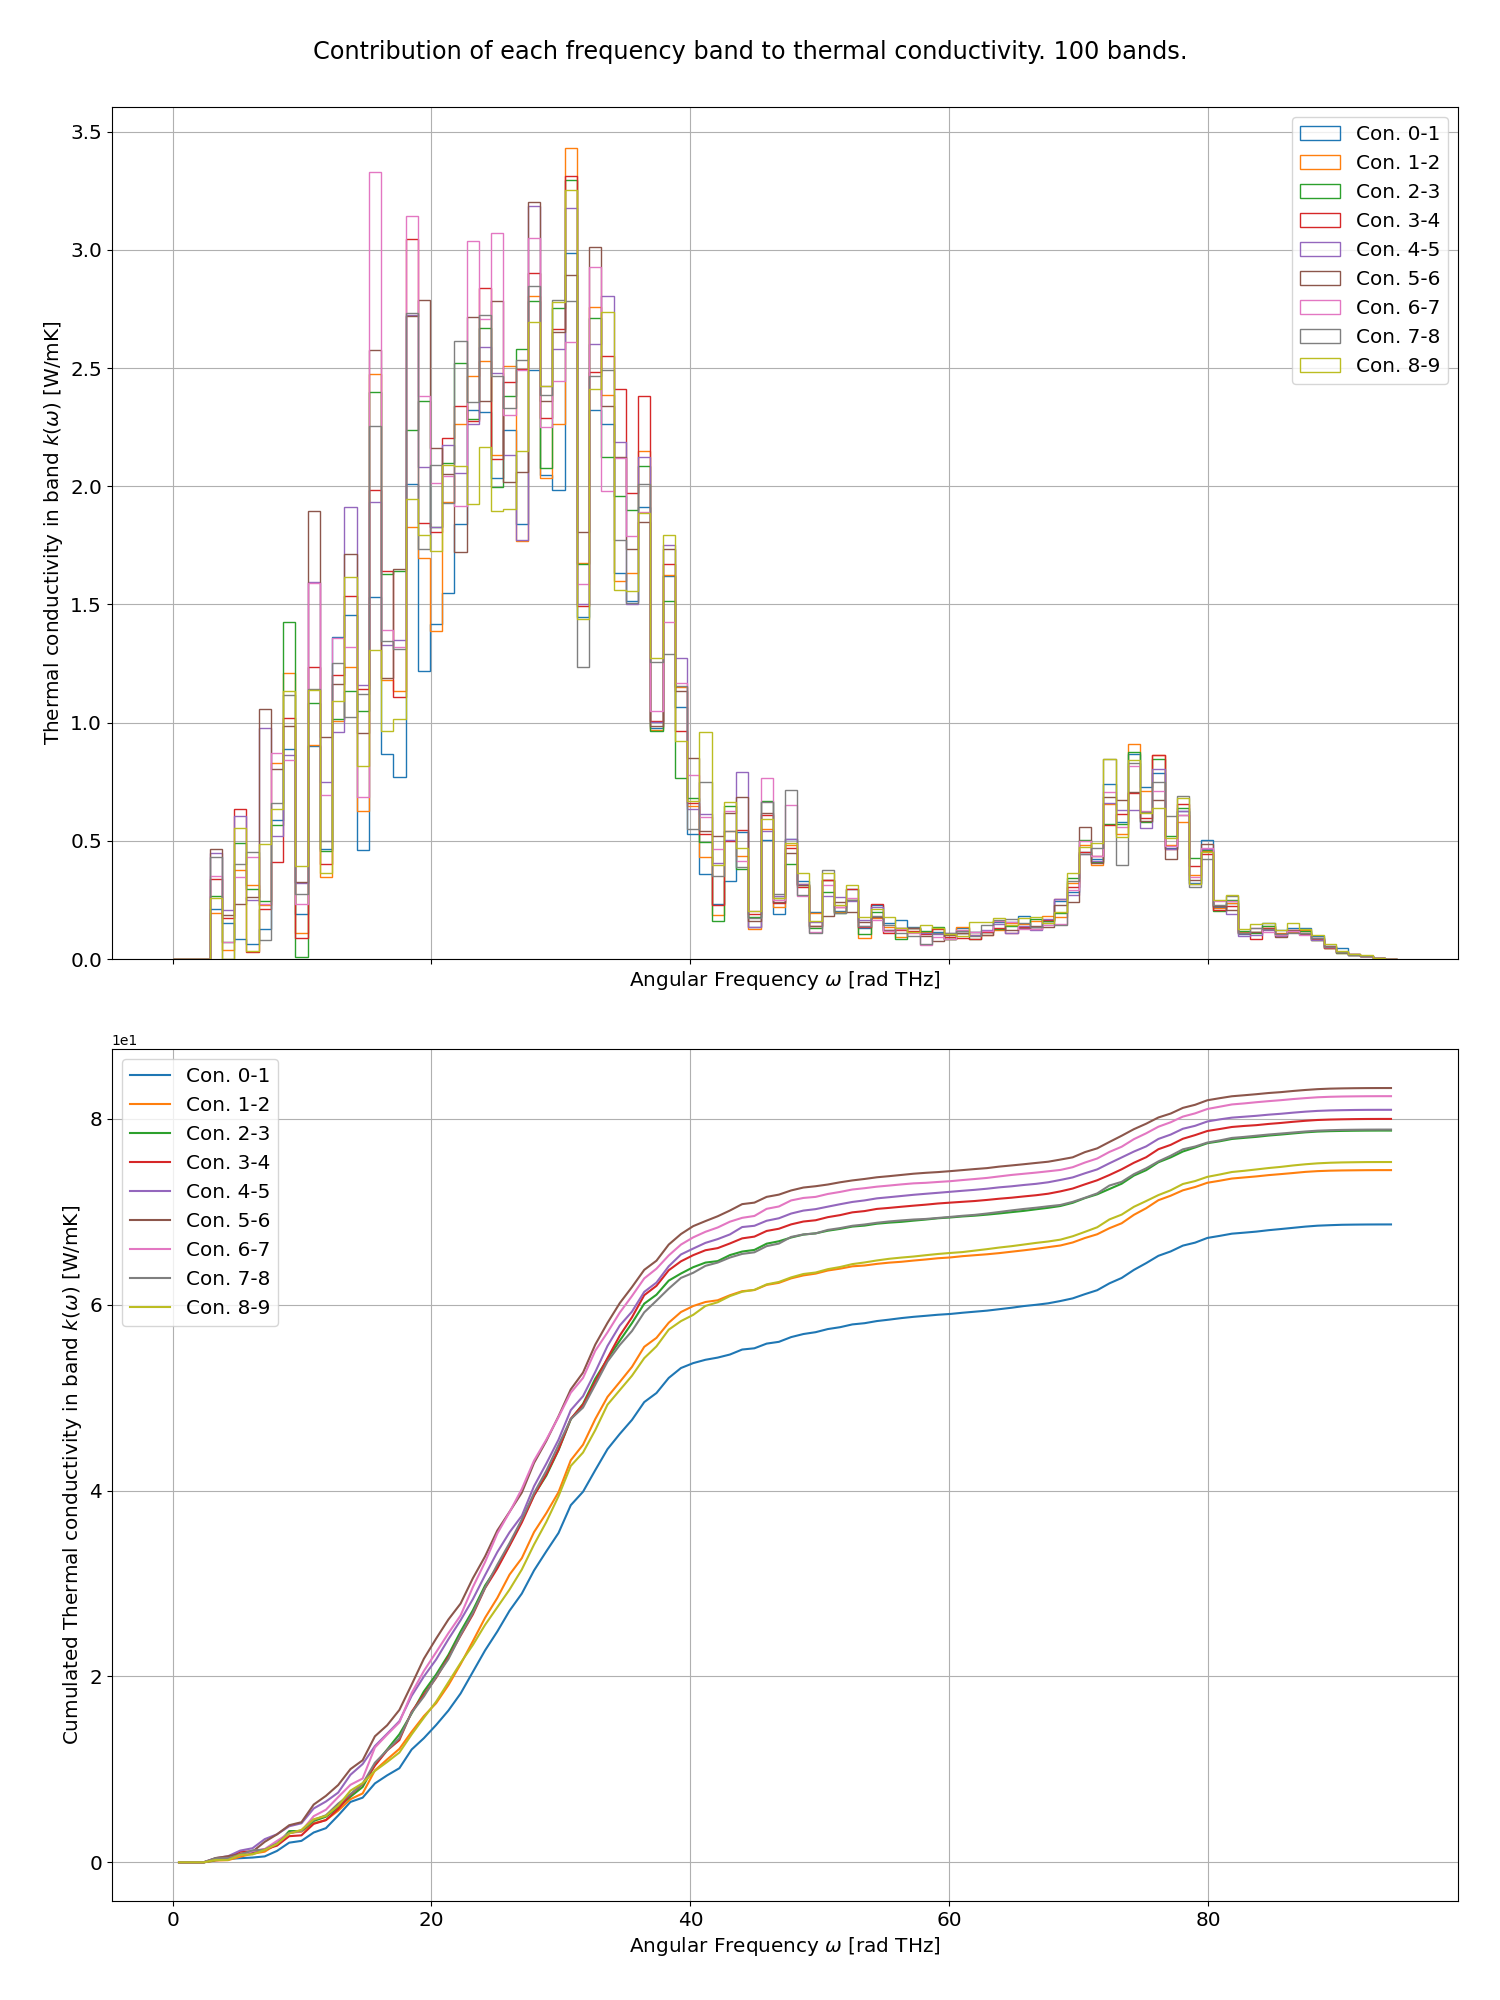 Contribution of each frequency band to thermal conductivity. 100 bands.
Thermal conductivity in band k(ω) [W/mK]
3.5
3.0
2.5
2.0
1.5
1.0
0.5
0.0
Con. 0-1
Con. 1-2
Con. 2-3
Con. 3-4
Con. 4-5
Con. 5-6
Con. 6-7
Con. 7-8
Con. 8-9
Angular Frequency ω [rad THz]
1e1
Cumulated Thermal conductivity in band k(ω) [W/mK]
8
6
4
2
0
Con. 0-1
Con. 1-2
Con. 2-3
Con. 3-4
Con. 4-5
Con. 5-6
Con. 6-7
Con. 7-8
Con. 8-9
0 20 40 60 80
Angular Frequency ω [rad THz]